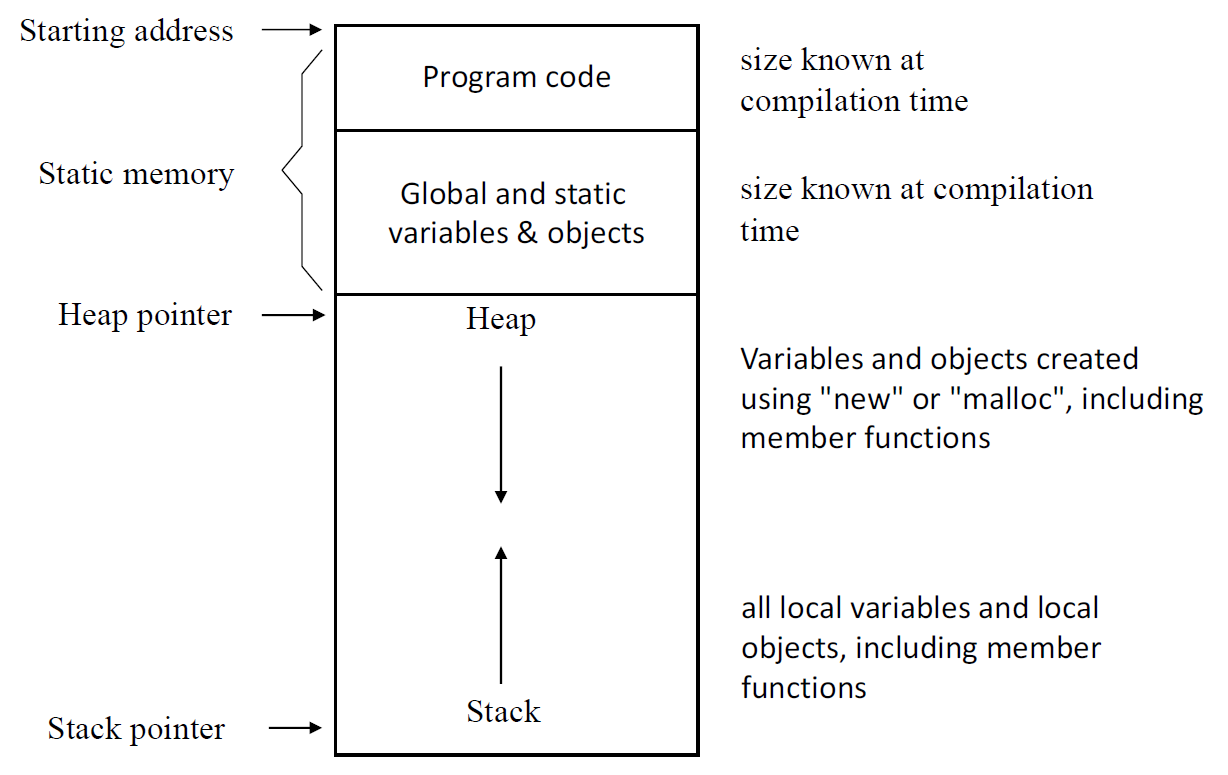 Starting address
Program code
size known at
compilation time
Static memory
Global and static
variables & objects
size known at compilation
time
Heap pointer
Heap
Variables and objects created
using "new" or "malloc", including
member functions
all local variables and local
objects, including member
functions
Stack
Stack pointer